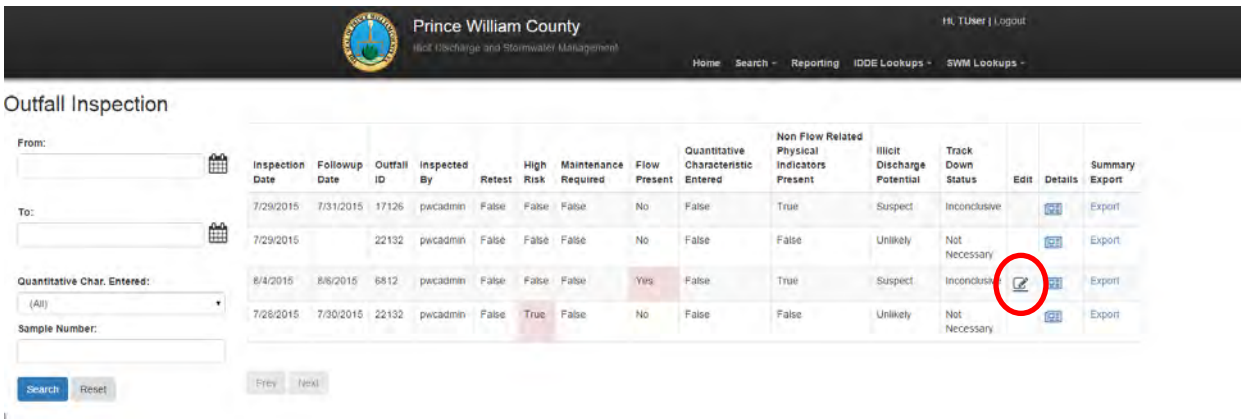 Prince William County
Illicit Discharge and Stormwater Management
Hi, TUser | Logout
Home Search Reporting IDDE Lookups SWM Lookups
Outfall Inspection
From:
To:
Quantitative Char. Entered:
(All)
Sample Number:
Search Reset
Inspection Date Followup Date Outfall ID Inspected By Retest High Risk Maintenance Required Flow Present Quantitative Characteristic Entered Non Flow Related Physical Indicators Present Illicit Discharge Potential Track Down Status Edit Details Summary Export
7/29/2015 7/31/2015 17126 pwcadmin False False False No False True Suspect Inconclusive Export
7/29/2015 22132 pwcadmin False False False No False False Unlikely Not Necessary Export
8/4/2015 8/6/2015 6812 pwcadmin False False False Yes False True Suspect Inconclusive Export
7/28/2015 7/30/2015 22132 pwcadmin False True False No False False Unlikely Not Necessary Export
Prev Next